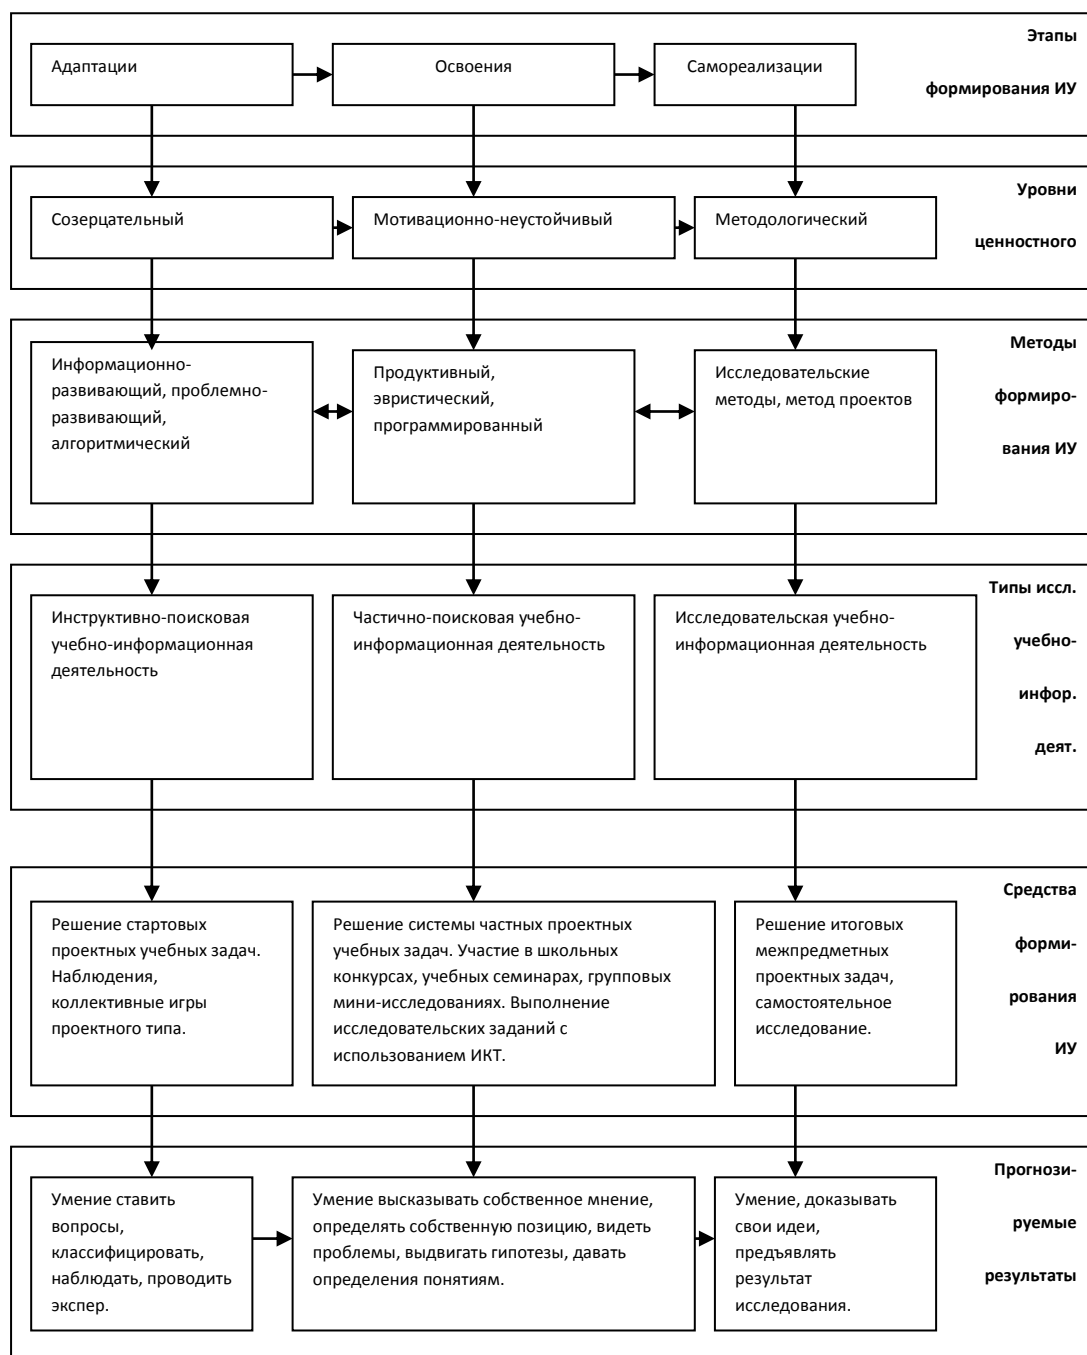 Этапы
формирования ИУ
Адаптации
Освоения
Самореализации
Уровни
ценностного
Созерцательный
Мотивационно-неустойчивый
Методологический
Методы
формиро-
вания ИУ
Информационно-
развивающий, проблемно-
развивающий,
алгоритмический
Продуктивный,
эвристический,
программированный
Исследовательские
методы, метод проектов
Типы иссл.
учебно-
инфор.
деят.
Инструктивно-поисковая
учебно-информационная
деятельность
Частично-поисковая учебно-
информационная деятельность
Исследовательская учебно-
информационная деятельность
Средства
форми-
рования
ИУ
Решение стартовых
проектных учебных задач.
Наблюдения,
коллективные игры
проектного типа.
Решение системы частных проектных
учебных задач. Участие в школьных
конкурсах, учебных семинарах, групповых
мини-исследованиях. Выполнение
исследовательских заданий с
использованием ИКТ.
Решение итоговых
межпредметных
проектных задач,
самостоятельное
исследование.
Прогнози-
руемые
результаты
Умение ставить
вопросы,
классифицировать,
наблюдать, проводить
экспер.
Умение высказывать собственное мнение,
определять собственную позицию, видеть
проблемы, выдвигать гипотезы, давать
определения понятиям.
Умение, доказывать
свои идеи,
предъявлять
результат
исследования.